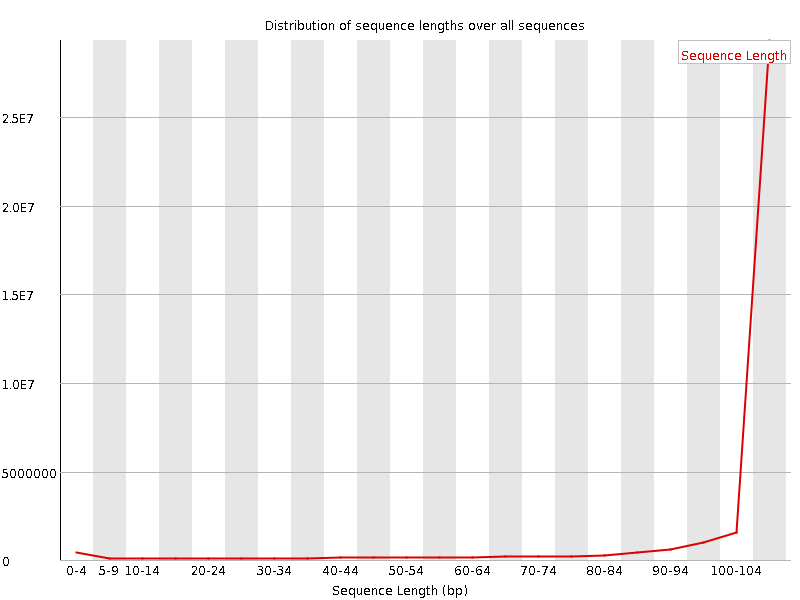 Distribution of sequence lengths over all sequences
Sequence Length
2.5E7
2.0E7
1.5E7
1.0E7
5000000
0
0-4 5-9 10-14 20-24 30-34 40-44 50-54 60-64 70-74 80-84 90-94 100-104
Sequence Length (bp)